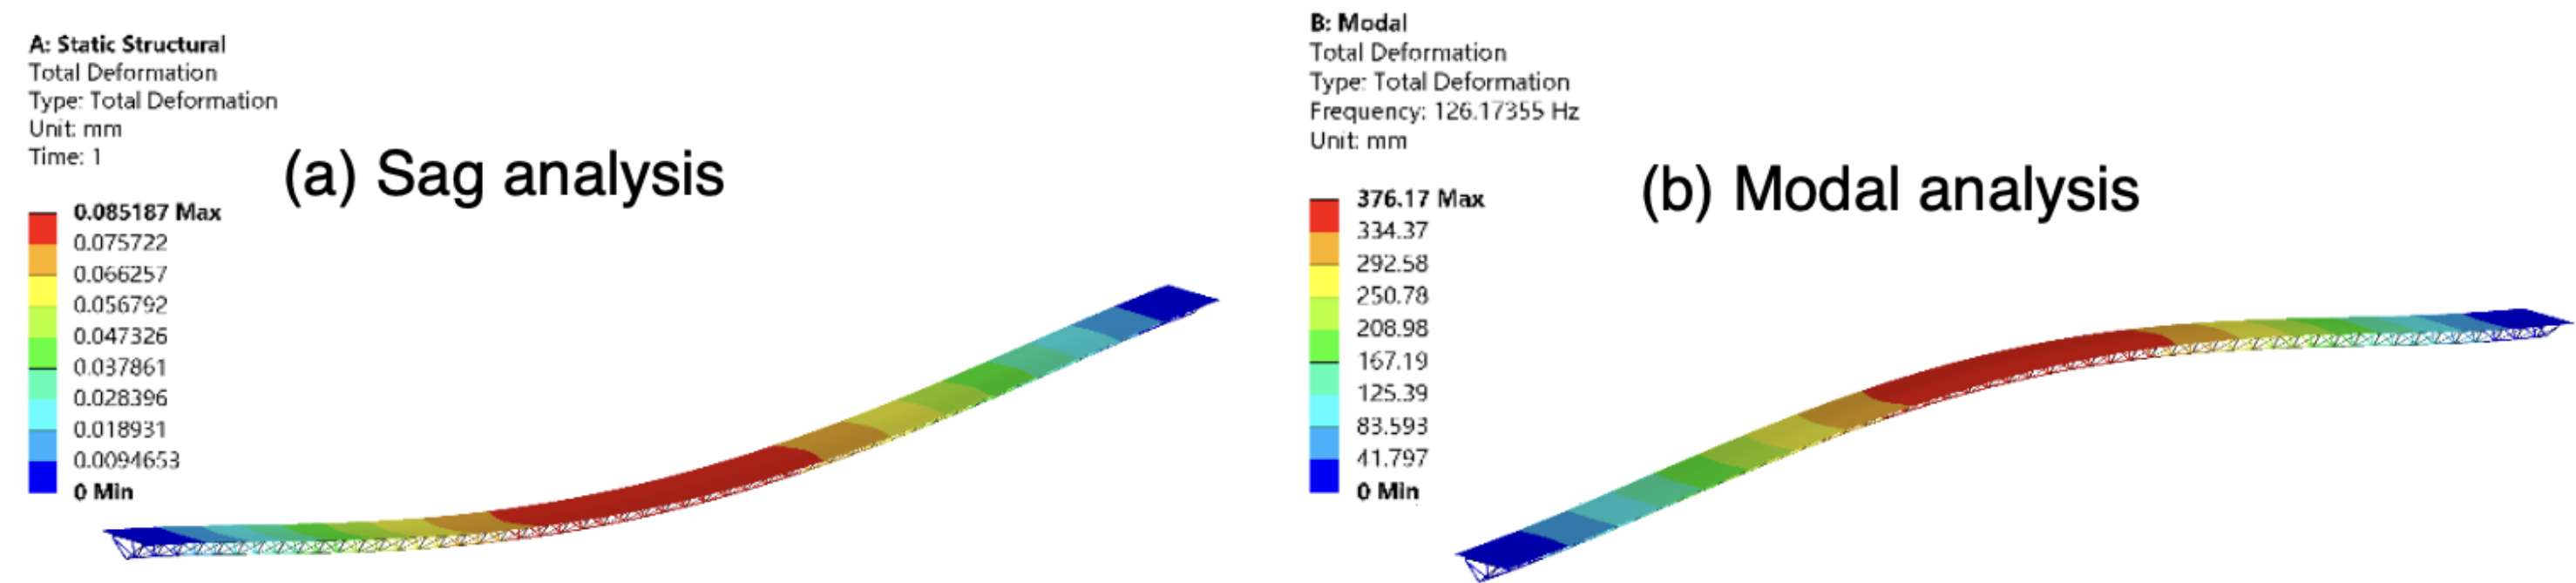 A: Static Structural
Total Deformation
Type: Total Deformation
Unit: mm
Time: 1
(a) Sag analysis
0.085187 Max
0.075722
0.066257
0.056792
0.047326
0.037861
0.028396
0.018931
0.0094653
0 Min
B: Modal
Total Deformation
Type: Total Deformation
Frequency: 126.17355 Hz
Unit: mm
(b) Modal analysis
376.17 Max
334.37
292.58
250.78
208.98
167.19
125.39
83.593
41.797
0 Min